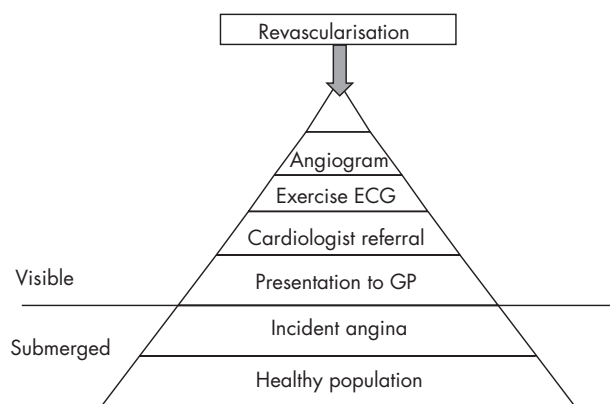 Revascularisation
Angiogram
Exercise ECG
Cardiologist referral
Visible
Presentation to GP
Incident angina
Submerged
Healthy population